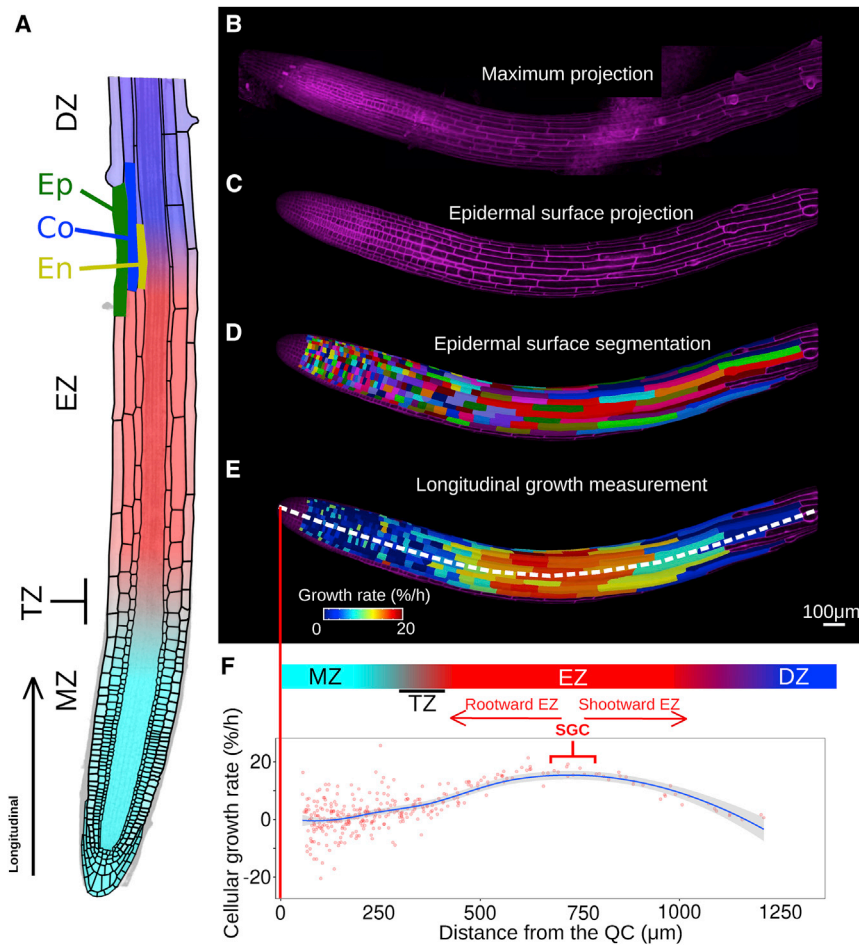 A
DZ
Ep
Co
En
EZ
TZ
MZ
Longitudinal
B
Maximum projection
C
Epidermal surface projection
D
Epidermal surface segmentation
E
Longitudinal growth measurement
Growth rate (%/h)
0 20
100μm
F
MZ EZ DZ
TZ
Rootward EZ Shootward EZ
SGC
Cellular growth rate (%/h)
20
0
-20
0 250 500 750 1000 1250
Distance from the QC (μm)